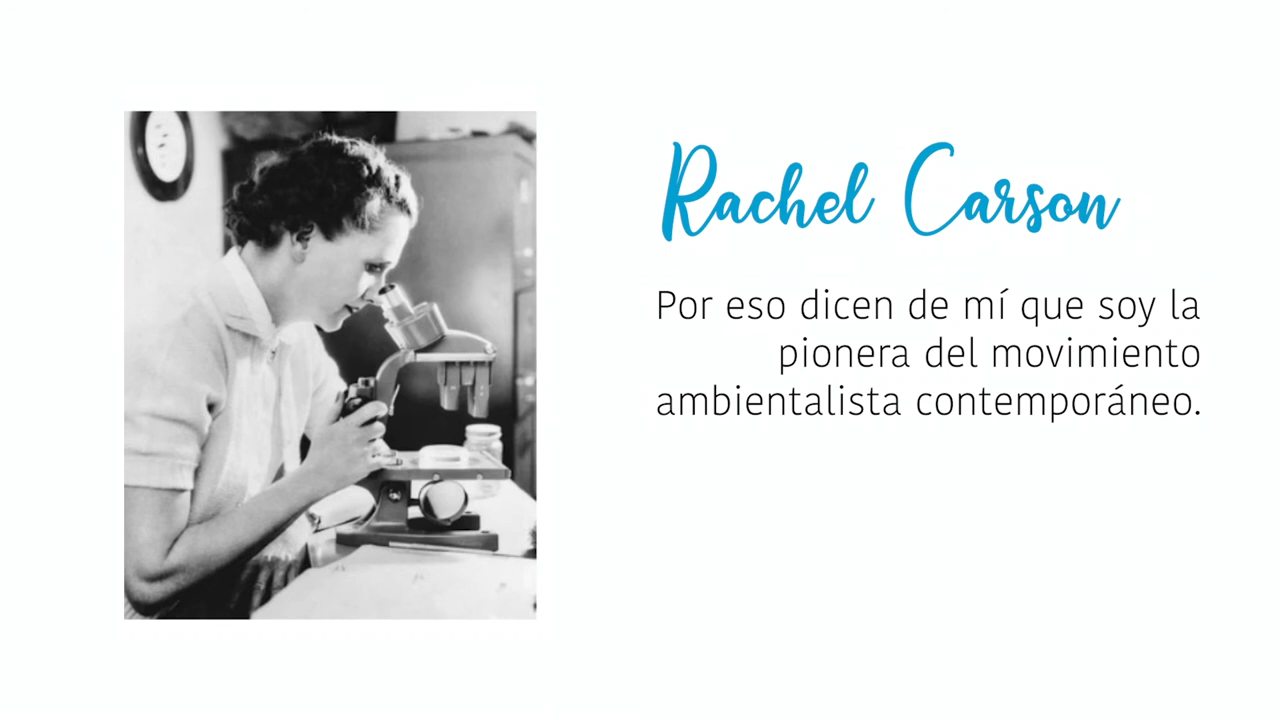 Rachel Carson
Por eso dicen de mí que soy la
pionera del movimiento
ambientalista contemporáneo.